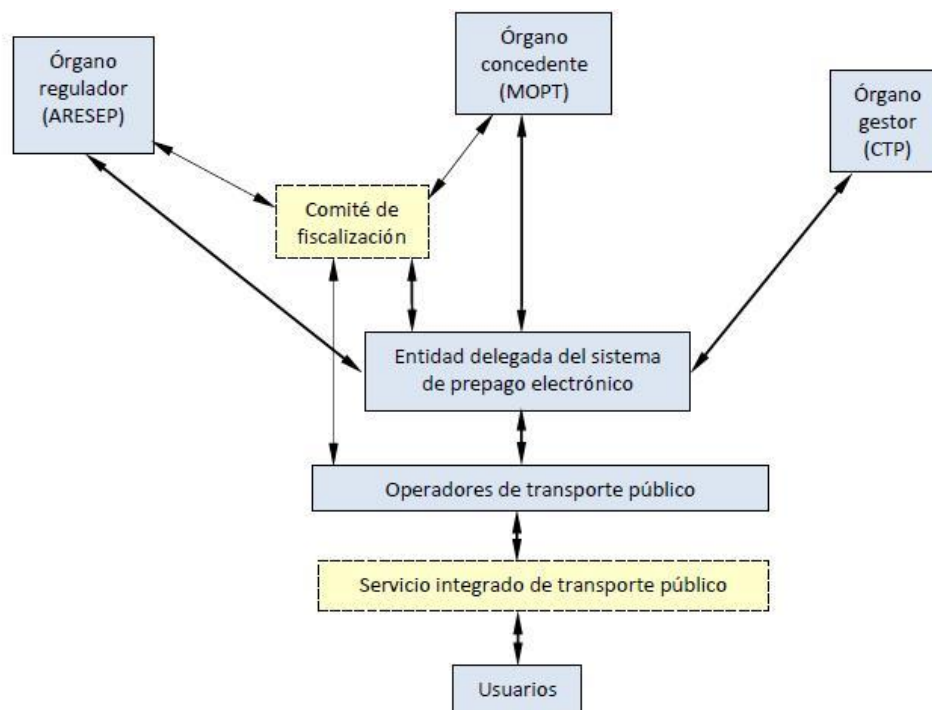 Órgano
regulador
(ARESEP)
Órgano
concedente
(MOPT)
Órgano
gestor
(CTP)
Comité de
fiscalización
Entidad delegada del sistema
de prepago electrónico
Operadores de transporte público
Servicio integrado de transporte público
Usuarios